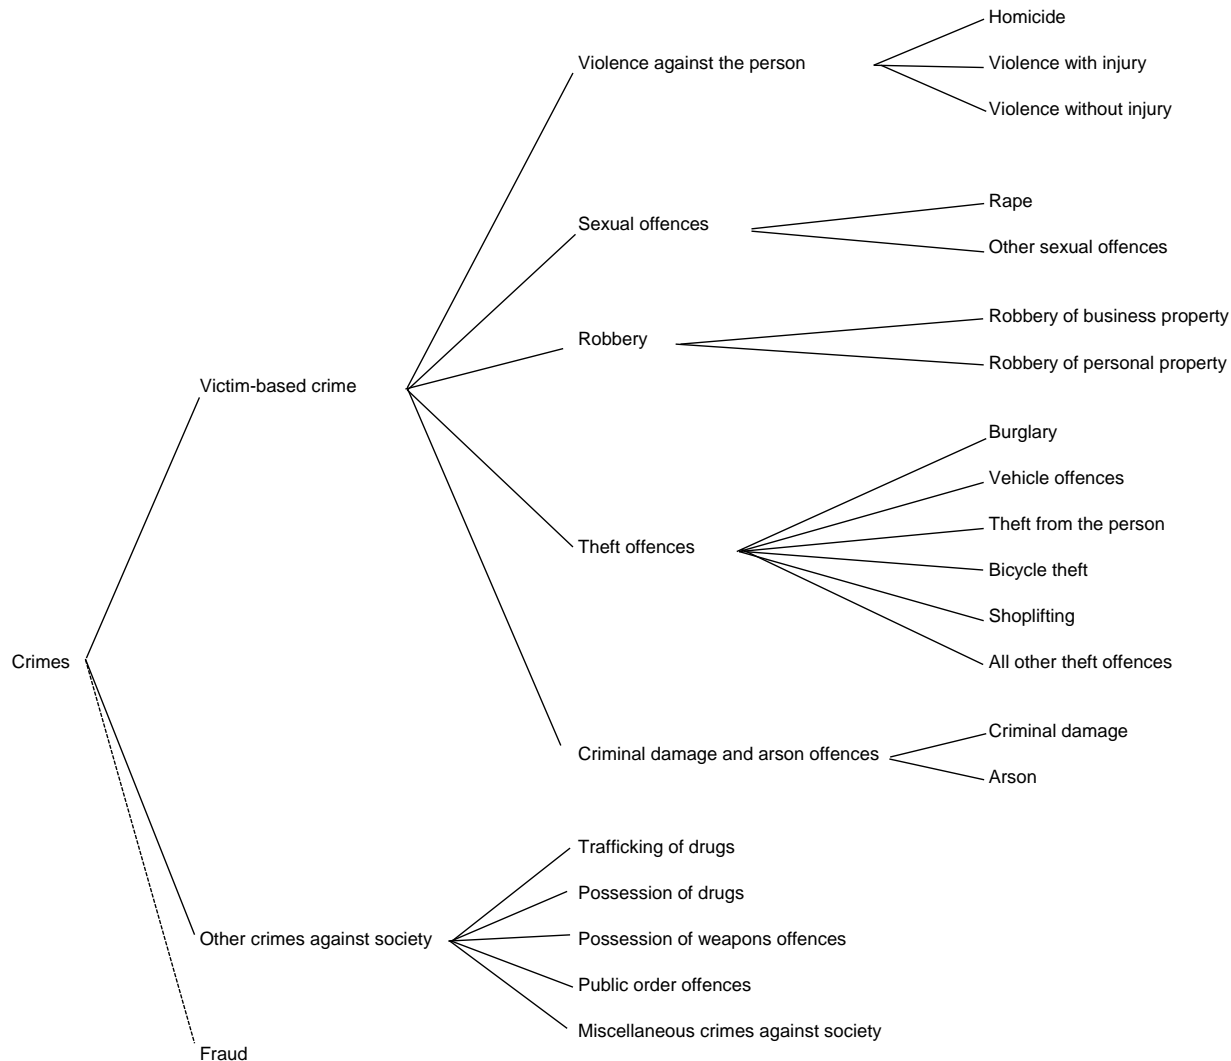 Homicide
Violence against the person
Violence with injury
Violence without injury
Rape
Sexual offences
Other sexual offences
Robbery of business property
Robbery
Robbery of personal property
Victim-based crime
Burglary
Vehicle offences
Theft from the person
Theft offences
Bicycle theft
Shoplifting
Crimes
All other theft offences
Criminal damage
Criminal damage and arson offences
Arson
Trafficking of drugs
Possession of drugs
Other crimes against society
Possession of weapons offences
Public order offences
Miscellaneous crimes against society
Fraud